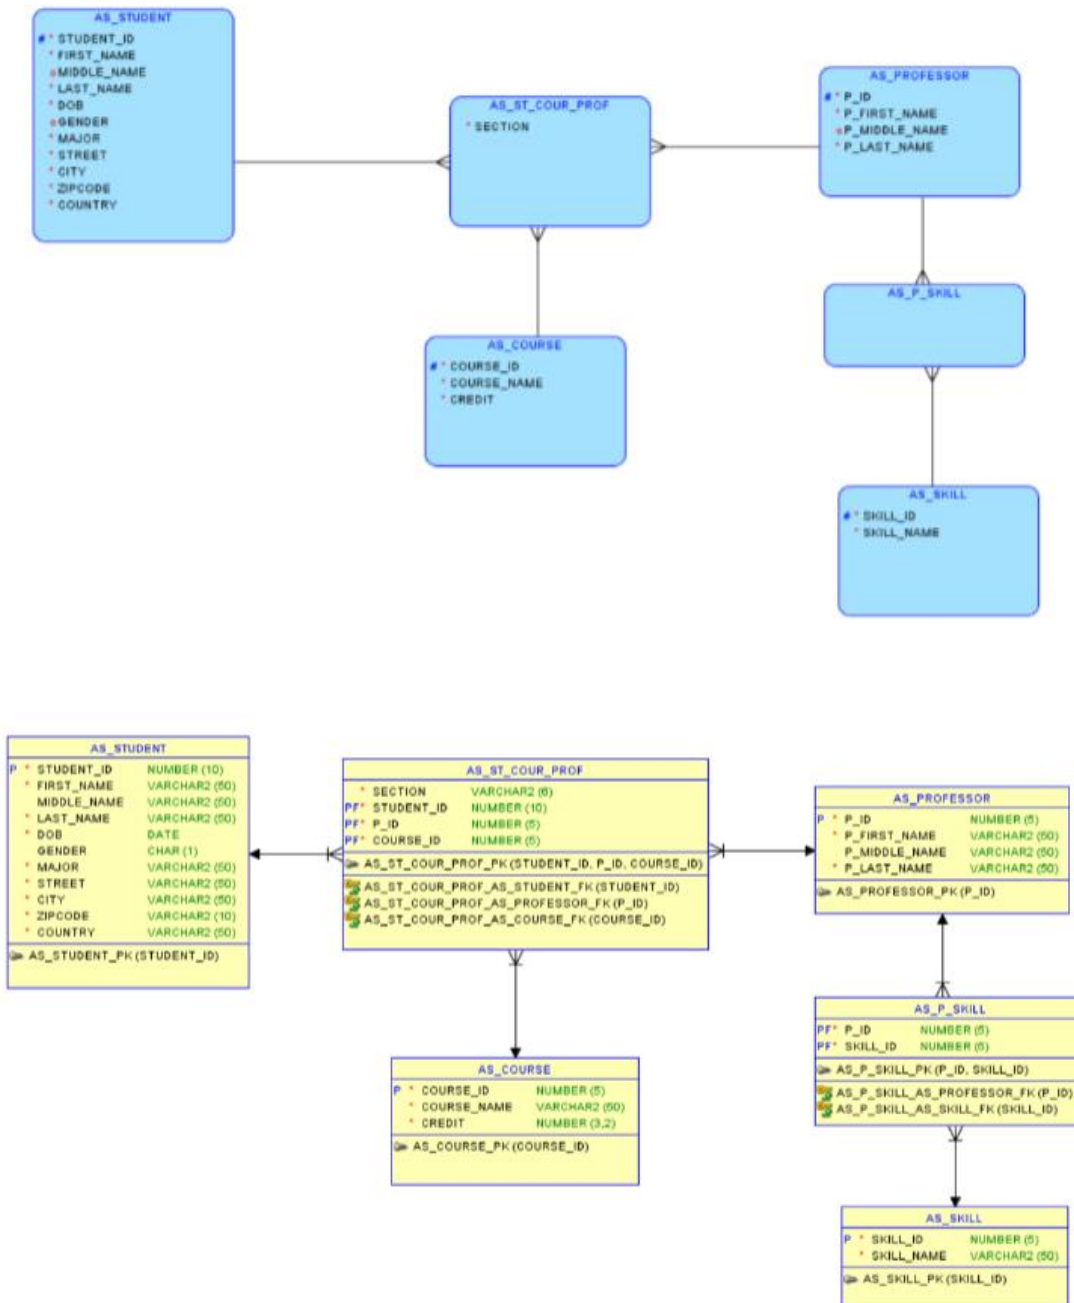 AS_STUDENT
# * STUDENT_ID
* FIRST_NAME
o MIDDLE_NAME
* LAST_NAME
* DOB
o GENDER
* MAJOR
* STREET
* CITY
* ZIPCODE
* COUNTRY
AS_ST_COUR_PROF
* SECTION
AS_PROFESSOR
# * P_ID
* P_FIRST_NAME
o P_MIDDLE_NAME
* P_LAST_NAME
AS_P_SKILL
AS_COURSE
# * COURSE_ID
* COURSE_NAME
* CREDIT
AS_SKILL
# * SKILL_ID
* SKILL_NAME
AS_STUDENT
P * STUDENT_ID NUMBER (10)
* FIRST_NAME VARCHAR2 (50)
MIDDLE_NAME VARCHAR2 (50)
* LAST_NAME VARCHAR2 (50)
* DOB DATE
GENDER CHAR (1)
* MAJOR VARCHAR2 (50)
* STREET VARCHAR2 (50)
* CITY VARCHAR2 (50)
* ZIPCODE VARCHAR2 (10)
* COUNTRY VARCHAR2 (50)
AS_STUDENT_PK (STUDENT_ID)
AS_ST_COUR_PROF
* SECTION VARCHAR2 (6)
PF* STUDENT_ID NUMBER (10)
PF* P_ID NUMBER (5)
PF* COURSE_ID NUMBER (5)
AS_ST_COUR_PROF_PK (STUDENT_ID, P_ID, COURSE_ID)
AS_ST_COUR_PROF_AS_STUDENT_FK (STUDENT_ID)
AS_ST_COUR_PROF_AS_PROFESSOR_FK (P_ID)
AS_ST_COUR_PROF_AS_COURSE_FK (COURSE_ID)
AS_PROFESSOR
P * P_ID NUMBER (5)
* P_FIRST_NAME VARCHAR2 (50)
P_MIDDLE_NAME VARCHAR2 (50)
* P_LAST_NAME VARCHAR2 (50)
AS_PROFESSOR_PK (P_ID)
AS_P_SKILL
PF* P_ID NUMBER (5)
PF* SKILL_ID NUMBER (5)
AS_P_SKILL_PK (P_ID, SKILL_ID)
AS_P_SKILL_AS_PROFESSOR_FK (P_ID)
AS_P_SKILL_AS_SKILL_FK (SKILL_ID)
AS_COURSE
P * COURSE_ID NUMBER (5)
* COURSE_NAME VARCHAR2 (50)
* CREDIT NUMBER (3,2)
AS_COURSE_PK (COURSE_ID)
AS_SKILL
P * SKILL_ID NUMBER (5)
* SKILL_NAME VARCHAR2 (50)
AS_SKILL_PK (SKILL_ID)